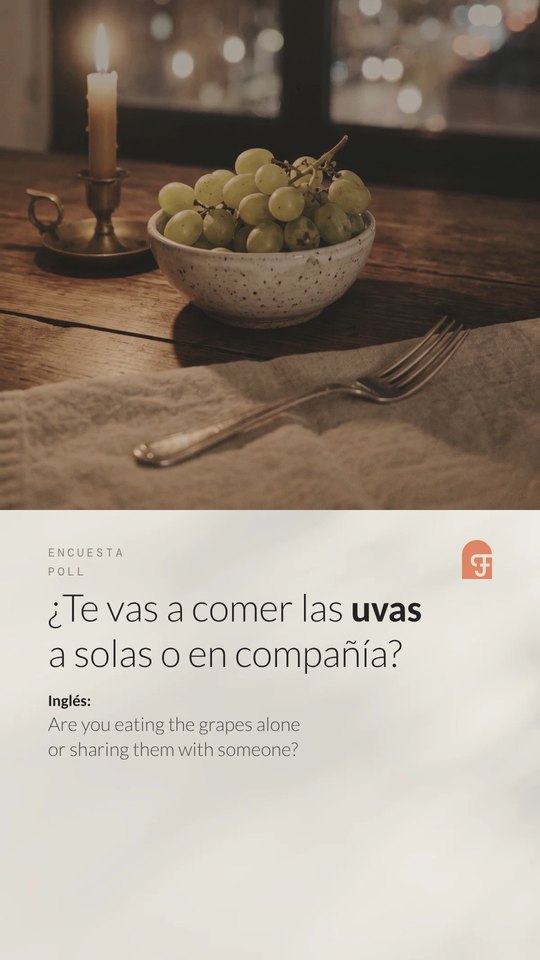 ENCUESTA
POLL
¿Te vas a comer las uvas
a solas o en compañía?
Inglés:
Are you eating the grapes alone
or sharing them with someone?